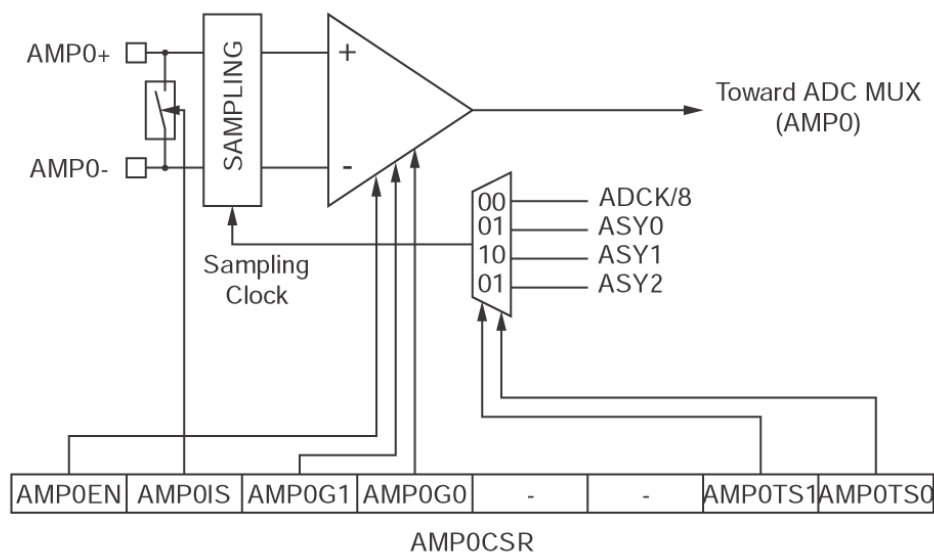 AMP0+
AMP0-
SAMPLING
+
-
Toward ADC MUX
(AMP0)
00
01
10
01
ADCK/8
ASY0
ASY1
ASY2
Sampling
Clock
AMP0EN AMP0IS AMP0G1 AMP0G0 - - AMP0TS1 AMP0TS0
AMP0CSR